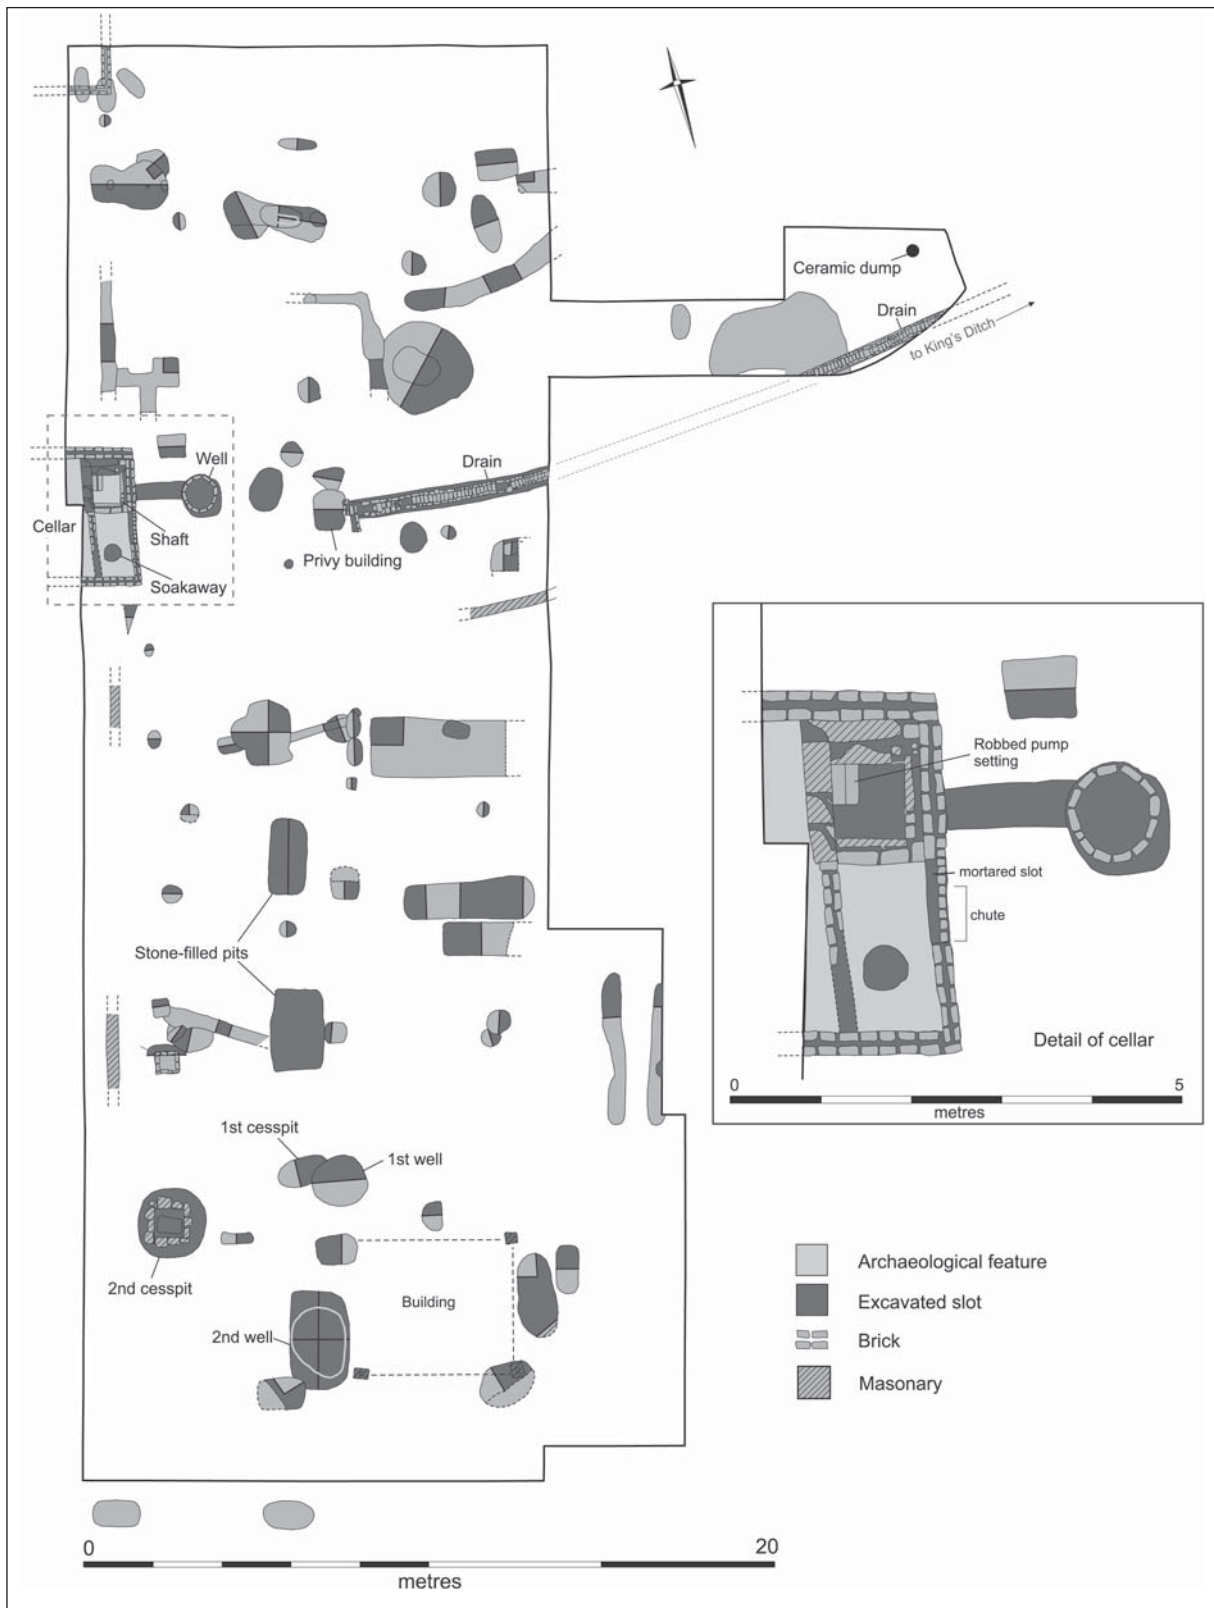 Ceramic dump
Drain
to King's Ditch
Well
Drain
Cellar
Shaft
Privy building
Soakaway
Robbed pump
setting
mortared slot
chute
Stone-filled pits
Detail of cellar
0
5
metres
1st cesspit
1st well
2nd cesspit
Building
2nd well
Archaeological feature
Excavated slot
Brick
Masonary
0
20
metres